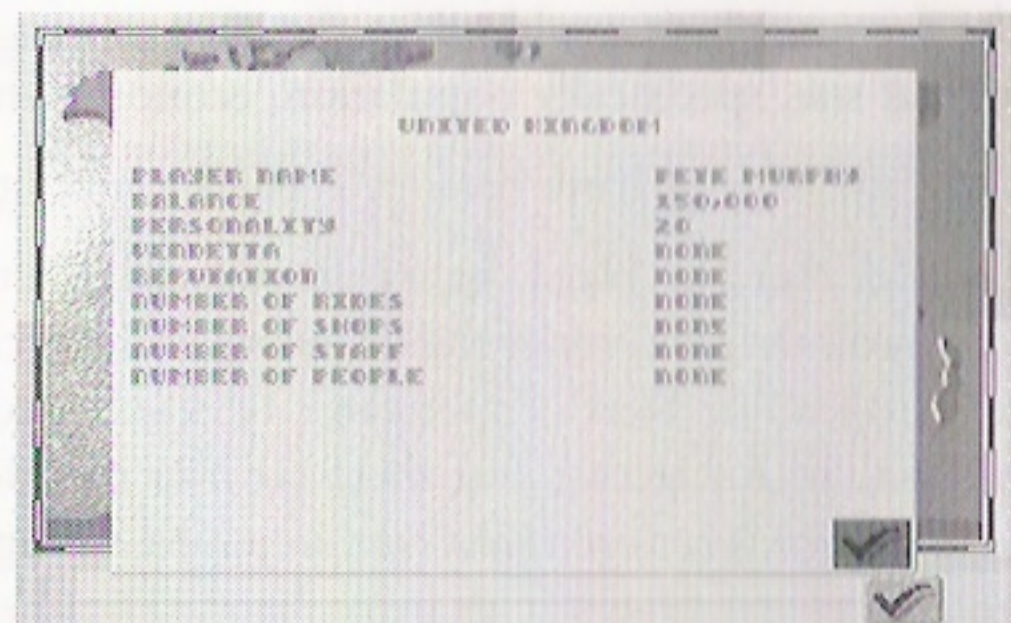 UNITED KINGDOM
PLAYER NAME PETE MURPHY
BALANCE 150,000
PERSONALITY 20
VENDETTA NONE
REPUTATION NONE
NUMBER OF RIDES NONE
NUMBER OF SHOPS NONE
NUMBER OF STAFF NONE
NUMBER OF PEOPLE NONE